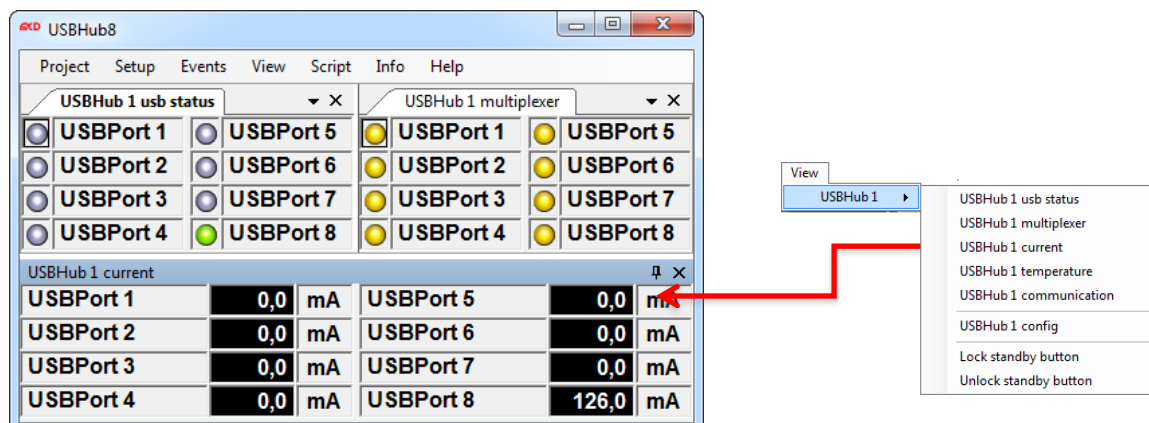 GKD USBHub8
Project Setup Events View Script Info Help
USBHub 1 usb status
USBHub 1 multiplexer
USBPort 1 USBPort 5 USBPort 1 USBPort 5
USBPort 2 USBPort 6 USBPort 2 USBPort 6
USBPort 3 USBPort 7 USBPort 3 USBPort 7
USBPort 4 USBPort 8 USBPort 4 USBPort 8
USBHub 1 current
USBPort 1 0,0 mA USBPort 5 0,0 mA
USBPort 2 0,0 mA USBPort 6 0,0 mA
USBPort 3 0,0 mA USBPort 7 0,0 mA
USBPort 4 0,0 mA USBPort 8 126,0 mA
View
USBHub 1
USBHub 1 usb status
USBHub 1 multiplexer
USBHub 1 current
USBHub 1 temperature
USBHub 1 communication
USBHub 1 config
Lock standby button
Unlock standby button